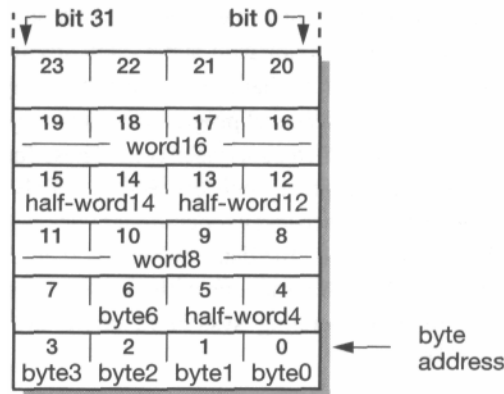 bit 31 bit 0
23 22 21 20
19 18 17 16
word16
15 14 13 12
half-word14 half-word12
11 10 9 8
word8
7 6 5 4
byte6 half-word4
3 2 1 0
byte3 byte2 byte1 byte0
byte
address